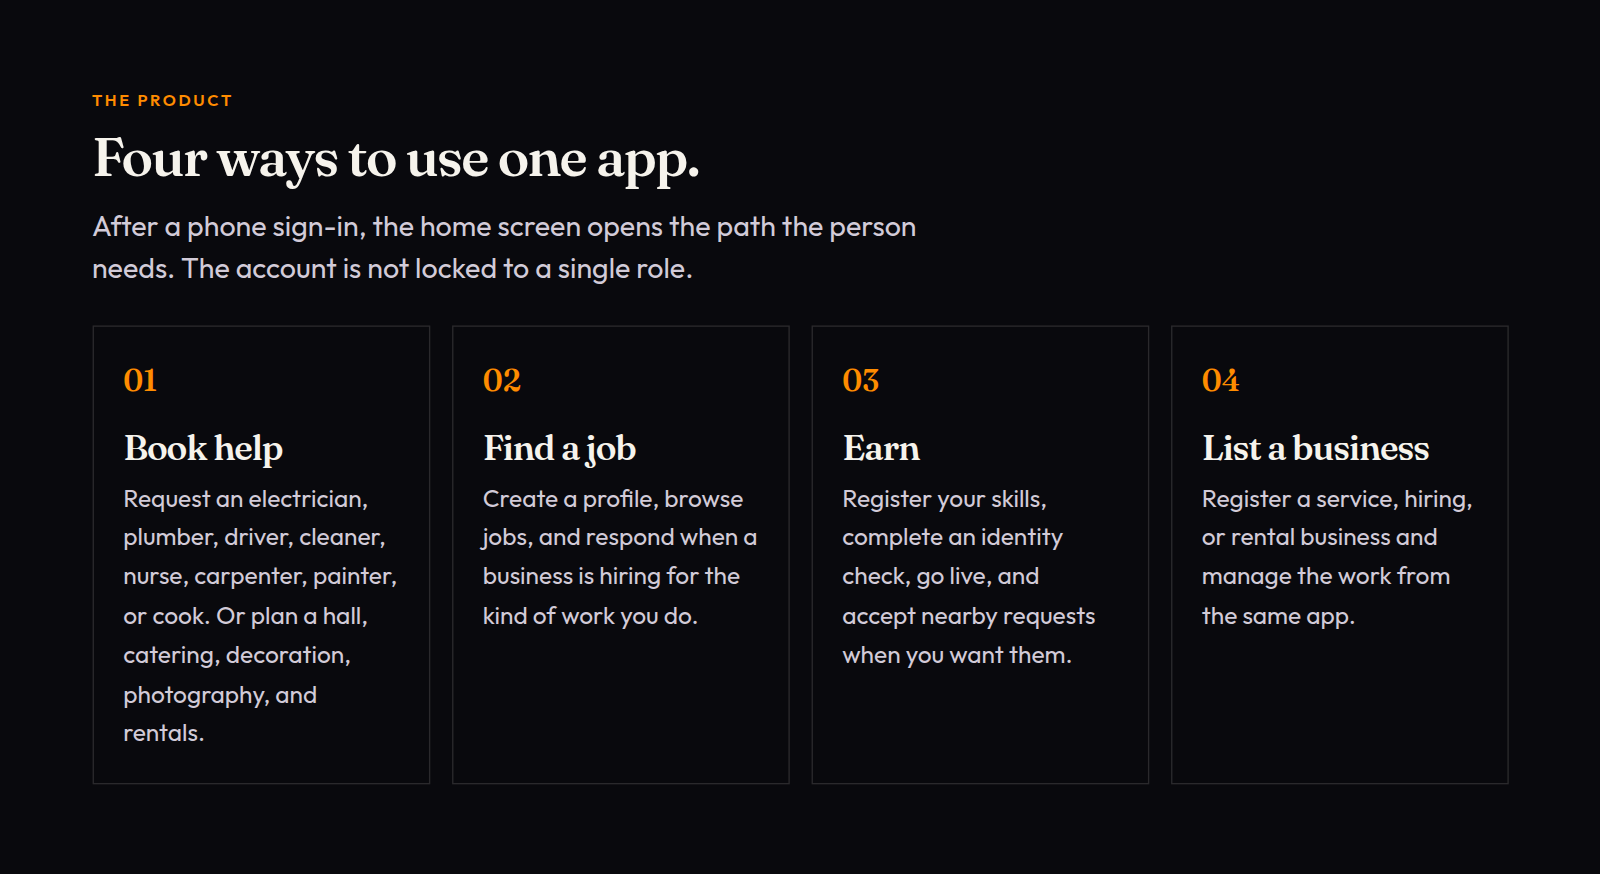 THE PRODUCT
Four ways to use one app.
After a phone sign-in, the home screen opens the path the person
needs. The account is not locked to a single role.
01
Book help
Request an electrician,
plumber, driver, cleaner,
nurse, carpenter, painter,
or cook. Or plan a hall,
catering, decoration,
photography, and
rentals.
02
Find a job
Create a profile, browse
jobs, and respond when a
business is hiring for the
kind of work you do.
03
Earn
Register your skills,
complete an identity
check, go live, and
accept nearby requests
when you want them.
04
List a business
Register a service, hiring,
or rental business and
manage the work from
the same app.